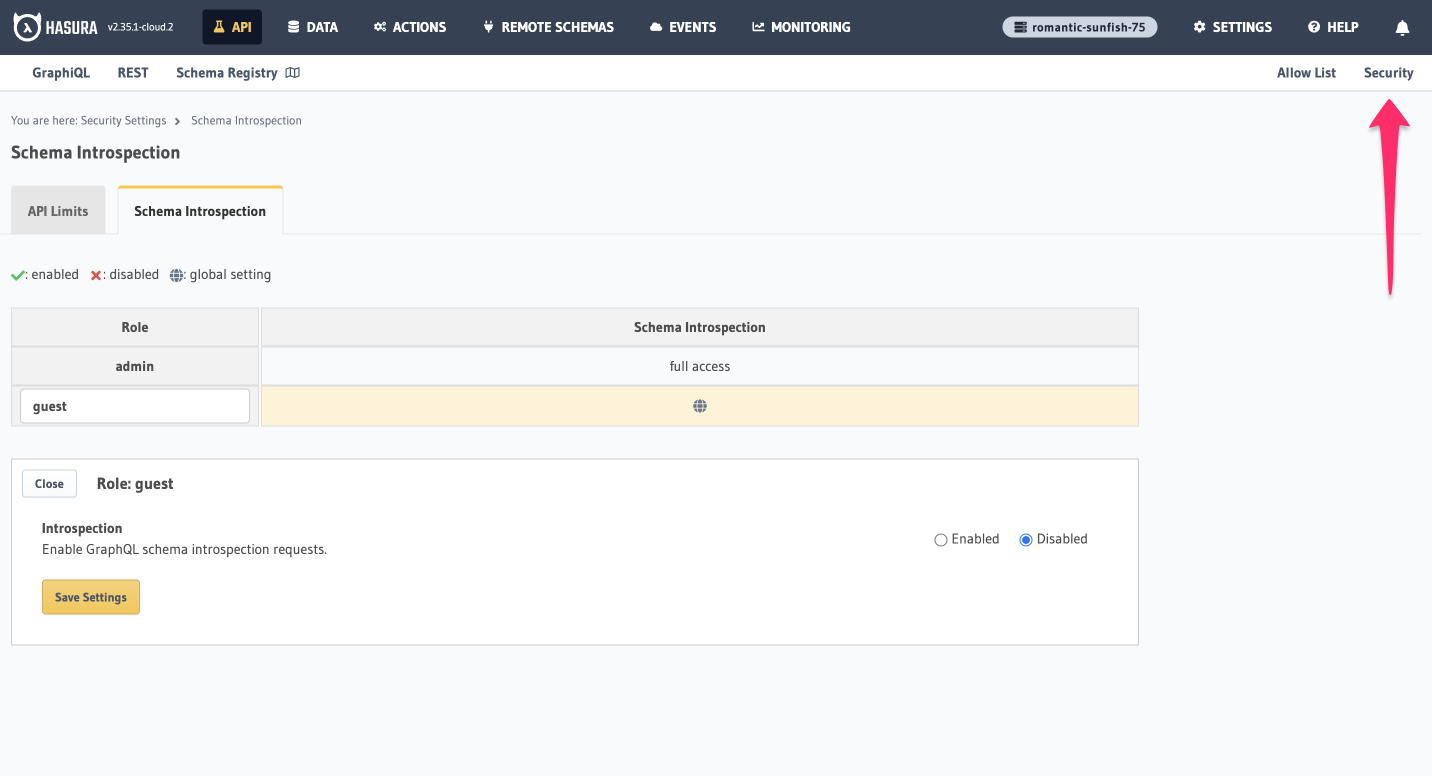 HASURA v2.35.1-cloud.2 API DATA ACTIONS REMOTE SCHEMAS EVENTS MONITORING romantic-sunfish-75 SETTINGS HELP
GraphiQL REST Schema Registry Allow List Security
You are here: Security Settings > Schema Introspection
Schema Introspection
API Limits Schema Introspection
: enabled : disabled : global setting
Role Schema Introspection
admin full access
guest
Close Role: guest
Introspection
Enable GraphQL schema introspection requests.
Enabled Disabled
Save Settings